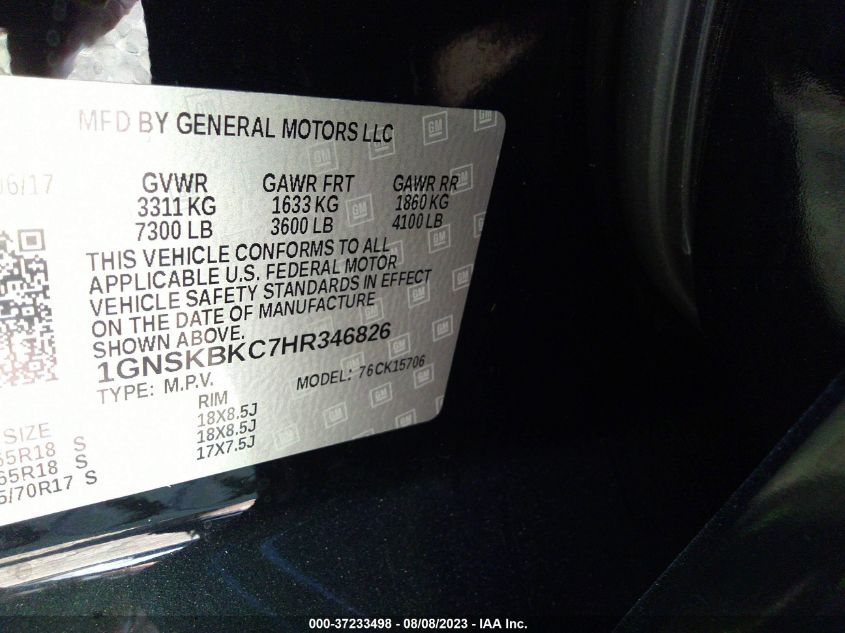 MFD BY GENERAL MOTORS LLC
06/17
GVWR GAWR FRT GAWR RR
3311 KG 1633 KG 1860 KG
7300 LB 3600 LB 4100 LB
THIS VEHICLE CONFORMS TO ALL
APPLICABLE U.S. FEDERAL MOTOR
VEHICLE SAFETY STANDARDS IN EFFECT
ON THE DATE OF MANUFACTURE
SHOWN ABOVE.
1GNSKBKC7HR346826
TYPE: M.P.V. MODEL: 76CK15706
SIZE RIM
65R18 S 18X8.5J
65R18 S 18X8.5J
5/70R17 S 17X7.5J
GM
000-37233498 - 08/08/2023 - IAA Inc.